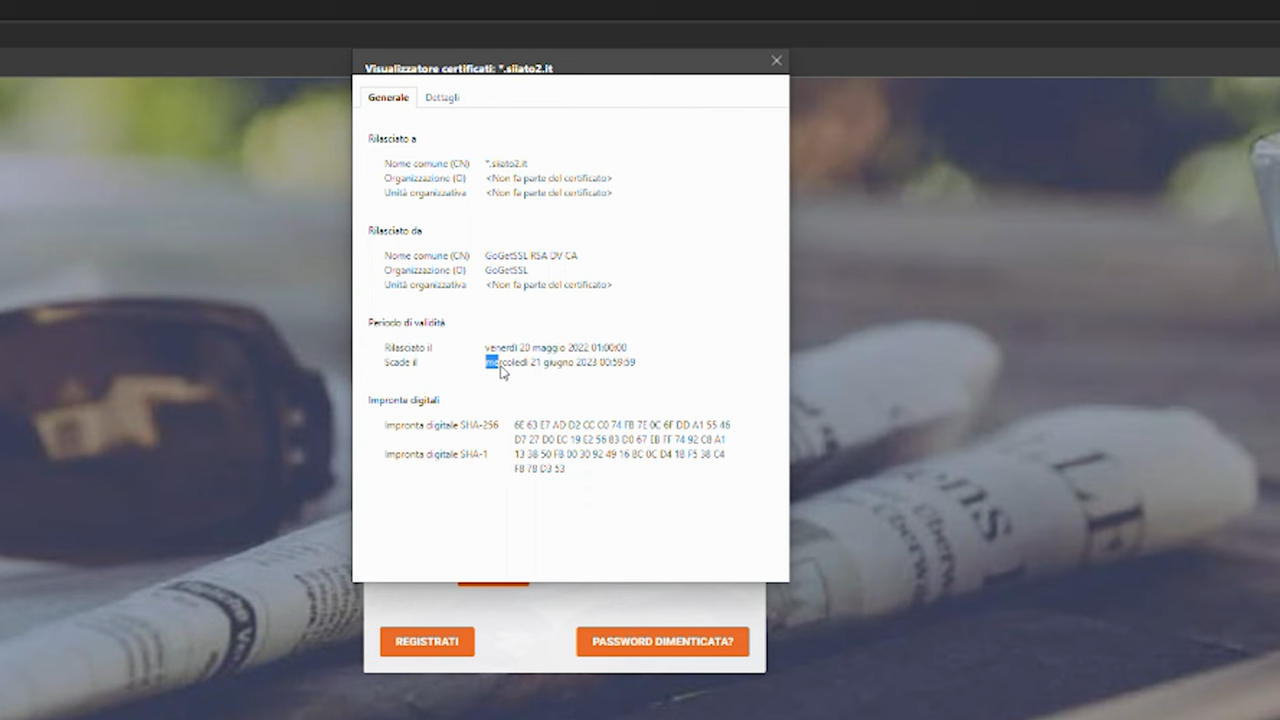 Visualizzatore certificati: *.siiato2.it
Generale Dettagli
Rilasciato a
Nome comune (CN) *.siiato2.it
Organizzazione (O) <Non fa parte del certificato>
Unità organizzativa <Non fa parte del certificato>
Rilasciato da
Nome comune (CN) GoGetSSL RSA DV CA
Organizzazione (O) GoGetSSL
Unità organizzativa <Non fa parte del certificato>
Periodo di validità
Rilasciato il venerdì 20 maggio 2022 01:00:00
Scade il mercoledì 21 giugno 2023 00:59:59
Impronte digitali
Impronta digitale SHA-256 6E 63 E7 AD D2 CC C0 74 FB 7E 0C 6F DD A1 55 46
D7 27 D0 EC 19 E2 56 83 D0 67 EB FF 74 92 C8 A1
Impronta digitale SHA-1 13 38 50 F8 00 30 92 49 16 BC 0C D4 1B F5 38 C4
FB 7B D3 53
REGISTRATI PASSWORD DIMENTICATA?